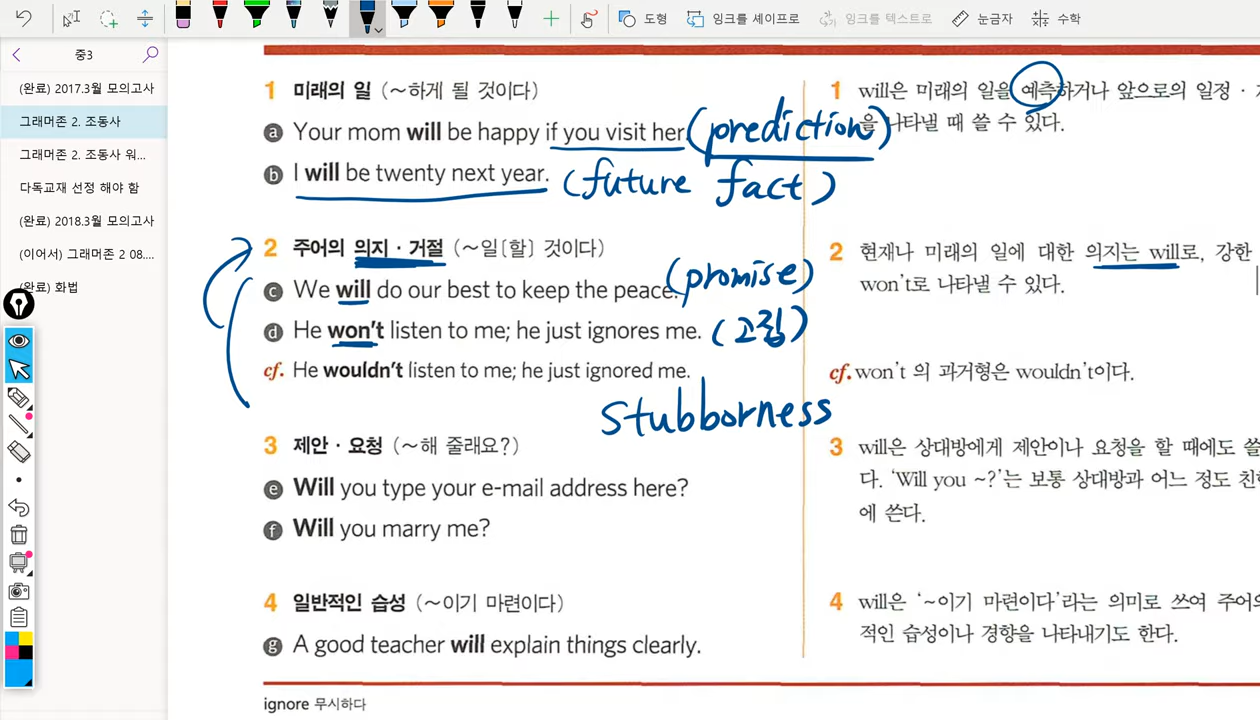 도형
잉크를 셰이프로
잉크를 텍스트로
눈금자
수학
중3
(완료) 2017.3월 모의고사
그래머존 2. 조동사
그래머존 2. 조동사 워...
다독교재 선정 해야 함
(완료) 2018.3월 모의고사
(이어서) 그래머존 2 08....
(완료) 화법
1 미래의 일 (~하게 될 것이다)
ⓐ Your mom will be happy if you visit her. (prediction)
ⓑ I will be twenty next year. (future fact)
2 주어의 의지·거절 (~일[할] 것이다)
ⓒ We will do our best to keep the peace. (promise)
ⓓ He won't listen to me; he just ignores me. (고집)
cf. He wouldn't listen to me; he just ignored me.
stubborness
3 제안·요청 (~해 줄래요?)
ⓔ Will you type your e-mail address here?
ⓕ Will you marry me?
4 일반적인 습성 (~이기 마련이다)
ⓖ A good teacher will explain things clearly.
ignore 무시하다
1 will은 미래의 일을 예측하거나 앞으로의 일정·
을 나타낼 때 쓸 수 있다.
2 현재나 미래의 일에 대한 의지는 will로, 강한
won't로 나타낼 수 있다.
cf. won't 의 과거형은 wouldn't이다.
3 will은 상대방에게 제안이나 요청을 할 때에도 쓸
다. 'Will you ~?'는 보통 상대방과 어느 정도 친
에 쓴다.
4 will은 '~이기 마련이다'라는 의미로 쓰여 주어의
적인 습성이나 경향을 나타내기도 한다.